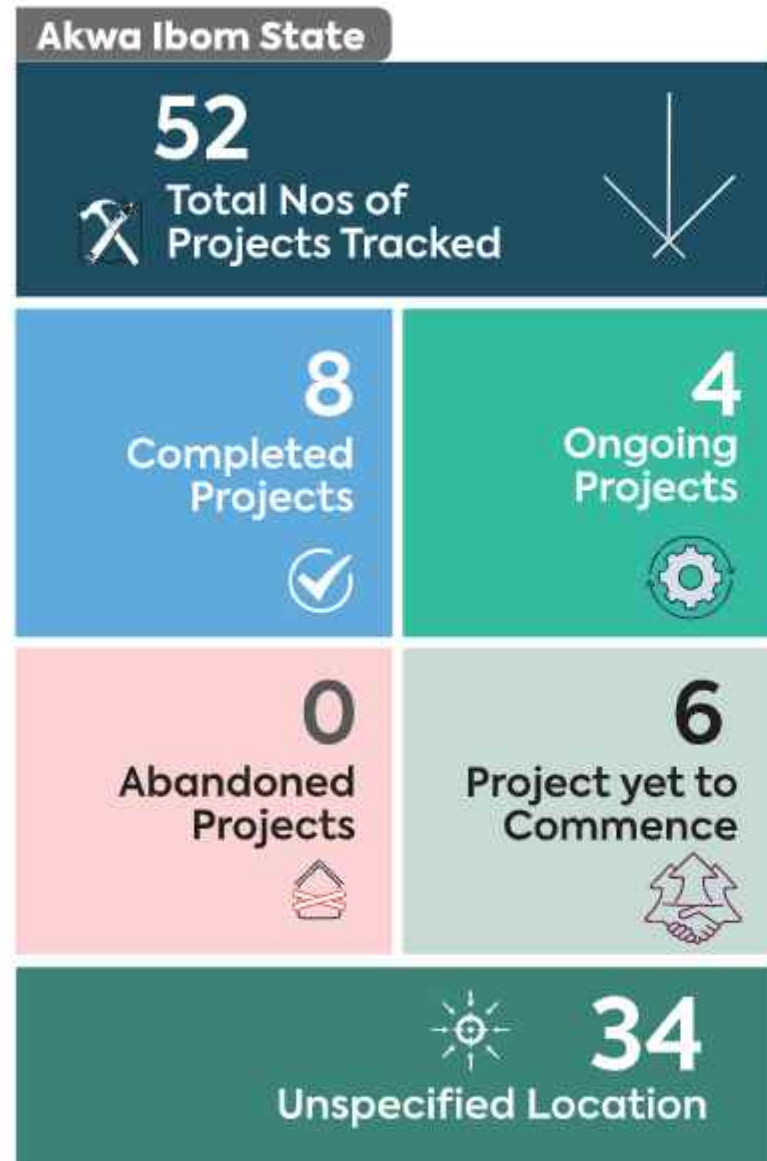 Akwa Ibom State
52
Total Nos of
Projects Tracked
8
Completed
Projects
4
Ongoing
Projects
0
Abandoned
Projects
6
Project yet to
Commence
34
Unspecified Location